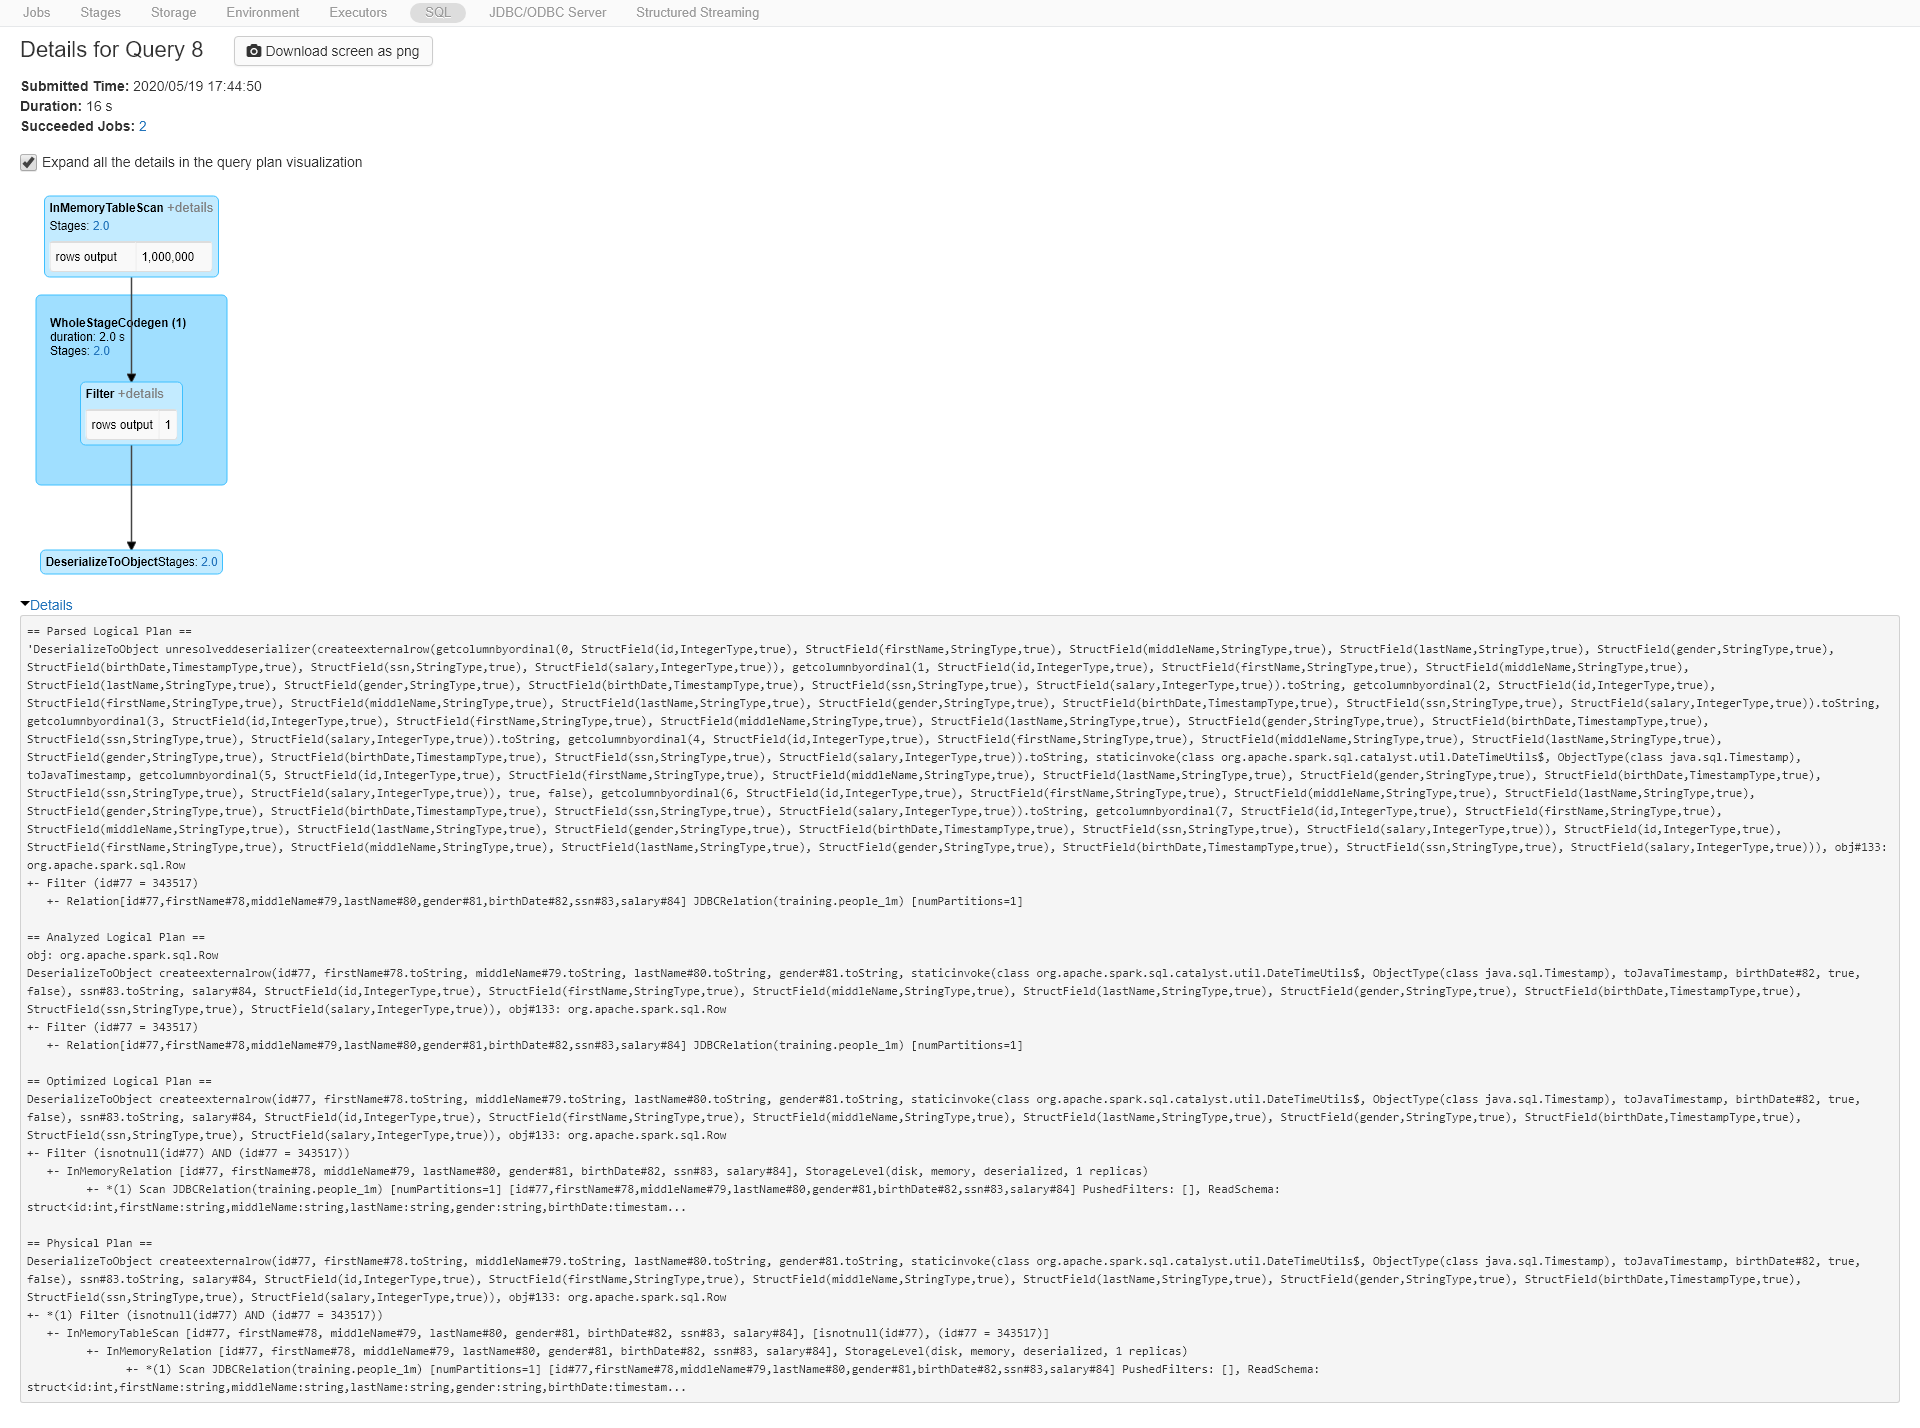 Jobs Stages Storage Environment Executors SQL JDBC/ODBC Server Structured Streaming
Details for Query 8 Download screen as png
Submitted Time: 2020/05/19 17:44:50
Duration: 16 s
Succeeded Jobs: 2
Expand all the details in the query plan visualization
InMemoryTableScan +details
Stages: 2.0
rows output 1,000,000
WholeStageCodegen (1)
duration: 2.0 s
Stages: 2.0
Filter +details
rows output 1
DeserializeToObjectStages: 2.0
Details
== Parsed Logical Plan ==
'DeserializeToObject unresolveddeserializer(createexternalrow(getcolumnbyordinal(0, StructField(id,IntegerType,true), StructField(firstName,StringType,true), StructField(middleName,StringType,true), StructField(lastName,StringType,true), StructField(gender,StringType,true),
StructField(birthDate,TimestampType,true), StructField(ssn,StringType,true), StructField(salary,IntegerType,true)), getcolumnbyordinal(1, StructField(id,IntegerType,true), StructField(firstName,StringType,true), StructField(middleName,StringType,true),
StructField(lastName,StringType,true), StructField(gender,StringType,true), StructField(birthDate,TimestampType,true), StructField(ssn,StringType,true), StructField(salary,IntegerType,true)).toString, getcolumnbyordinal(2, StructField(id,IntegerType,true),
StructField(firstName,StringType,true), StructField(middleName,StringType,true), StructField(lastName,StringType,true), StructField(gender,StringType,true), StructField(birthDate,TimestampType,true), StructField(ssn,StringType,true), StructField(salary,IntegerType,true)).toString,
getcolumnbyordinal(3, StructField(id,IntegerType,true), StructField(firstName,StringType,true), StructField(middleName,StringType,true), StructField(lastName,StringType,true), StructField(gender,StringType,true), StructField(birthDate,TimestampType,true),
StructField(ssn,StringType,true), StructField(salary,IntegerType,true)).toString, getcolumnbyordinal(4, StructField(id,IntegerType,true), StructField(firstName,StringType,true), StructField(middleName,StringType,true), StructField(lastName,StringType,true),
StructField(gender,StringType,true), StructField(birthDate,TimestampType,true), StructField(ssn,StringType,true), StructField(salary,IntegerType,true)).toString, staticinvoke(class org.apache.spark.sql.catalyst.util.DateTimeUtils$, ObjectType(class java.sql.Timestamp),
toJavaTimestamp, getcolumnbyordinal(5, StructField(id,IntegerType,true), StructField(firstName,StringType,true), StructField(middleName,StringType,true), StructField(lastName,StringType,true), StructField(gender,StringType,true), StructField(birthDate,TimestampType,true),
StructField(ssn,StringType,true), StructField(salary,IntegerType,true)), true, false), getcolumnbyordinal(6, StructField(id,IntegerType,true), StructField(firstName,StringType,true), StructField(middleName,StringType,true), StructField(lastName,StringType,true),
StructField(gender,StringType,true), StructField(birthDate,TimestampType,true), StructField(ssn,StringType,true), StructField(salary,IntegerType,true)).toString, getcolumnbyordinal(7, StructField(id,IntegerType,true), StructField(firstName,StringType,true),
StructField(middleName,StringType,true), StructField(lastName,StringType,true), StructField(gender,StringType,true), StructField(birthDate,TimestampType,true), StructField(ssn,StringType,true), StructField(salary,IntegerType,true)), StructField(id,IntegerType,true),
StructField(firstName,StringType,true), StructField(middleName,StringType,true), StructField(lastName,StringType,true), StructField(gender,StringType,true), StructField(birthDate,TimestampType,true), StructField(ssn,StringType,true), StructField(salary,IntegerType,true))), obj#133:
org.apache.spark.sql.Row
+- Filter (id#77 = 343517)
+- Relation[id#77,firstName#78,middleName#79,lastName#80,gender#81,birthDate#82,ssn#83,salary#84] JDBCRelation(training.people_1m) [numPartitions=1]
== Analyzed Logical Plan ==
obj: org.apache.spark.sql.Row
DeserializeToObject createexternalrow(id#77, firstName#78.toString, middleName#79.toString, lastName#80.toString, gender#81.toString, staticinvoke(class org.apache.spark.sql.catalyst.util.DateTimeUtils$, ObjectType(class java.sql.Timestamp), toJavaTimestamp, birthDate#82, true,
false), ssn#83.toString, salary#84, StructField(id,IntegerType,true), StructField(firstName,StringType,true), StructField(middleName,StringType,true), StructField(lastName,StringType,true), StructField(gender,StringType,true), StructField(birthDate,TimestampType,true),
StructField(ssn,StringType,true), StructField(salary,IntegerType,true)), obj#133: org.apache.spark.sql.Row
+- Filter (id#77 = 343517)
+- Relation[id#77,firstName#78,middleName#79,lastName#80,gender#81,birthDate#82,ssn#83,salary#84] JDBCRelation(training.people_1m) [numPartitions=1]
== Optimized Logical Plan ==
DeserializeToObject createexternalrow(id#77, firstName#78.toString, middleName#79.toString, lastName#80.toString, gender#81.toString, staticinvoke(class org.apache.spark.sql.catalyst.util.DateTimeUtils$, ObjectType(class java.sql.Timestamp), toJavaTimestamp, birthDate#82, true,
false), ssn#83.toString, salary#84, StructField(id,IntegerType,true), StructField(firstName,StringType,true), StructField(middleName,StringType,true), StructField(lastName,StringType,true), StructField(gender,StringType,true), StructField(birthDate,TimestampType,true),
StructField(ssn,StringType,true), StructField(salary,IntegerType,true)), obj#133: org.apache.spark.sql.Row
+- Filter (isnotnull(id#77) AND (id#77 = 343517))
+- InMemoryRelation [id#77, firstName#78, middleName#79, lastName#80, gender#81, birthDate#82, ssn#83, salary#84], StorageLevel(disk, memory, deserialized, 1 replicas)
+- *(1) Scan JDBCRelation(training.people_1m) [numPartitions=1] [id#77,firstName#78,middleName#79,lastName#80,gender#81,birthDate#82,ssn#83,salary#84] PushedFilters: [], ReadSchema:
struct<id:int,firstName:string,middleName:string,lastName:string,gender:string,birthDate:timestam...
== Physical Plan ==
DeserializeToObject createexternalrow(id#77, firstName#78.toString, middleName#79.toString, lastName#80.toString, gender#81.toString, staticinvoke(class org.apache.spark.sql.catalyst.util.DateTimeUtils$, ObjectType(class java.sql.Timestamp), toJavaTimestamp, birthDate#82, true,
false), ssn#83.toString, salary#84, StructField(id,IntegerType,true), StructField(firstName,StringType,true), StructField(middleName,StringType,true), StructField(lastName,StringType,true), StructField(gender,StringType,true), StructField(birthDate,TimestampType,true),
StructField(ssn,StringType,true), StructField(salary,IntegerType,true)), obj#133: org.apache.spark.sql.Row
+- *(1) Filter (isnotnull(id#77) AND (id#77 = 343517))
+- InMemoryTableScan [id#77, firstName#78, middleName#79, lastName#80, gender#81, birthDate#82, ssn#83, salary#84], [isnotnull(id#77), (id#77 = 343517)]
+- InMemoryRelation [id#77, firstName#78, middleName#79, lastName#80, gender#81, birthDate#82, ssn#83, salary#84], StorageLevel(disk, memory, deserialized, 1 replicas)
+- *(1) Scan JDBCRelation(training.people_1m) [numPartitions=1] [id#77,firstName#78,middleName#79,lastName#80,gender#81,birthDate#82,ssn#83,salary#84] PushedFilters: [], ReadSchema:
struct<id:int,firstName:string,middleName:string,lastName:string,gender:string,birthDate:timestam...